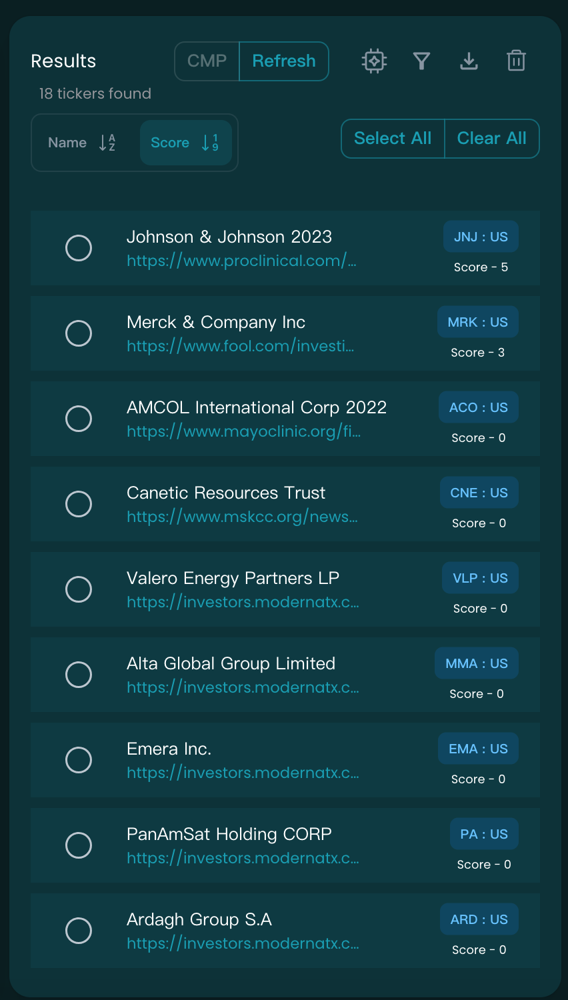 Results
CMP
Refresh
18 tickers found
Name
A
Z
Score
1
9
Select All
Clear All
Johnson & Johnson 2023
JNJ : US
https://www.proclinical.com/...
Score - 5
Merck & Company Inc
MRK : US
https://www.fool.com/investi...
Score - 3
AMCOL International Corp 2022
ACO : US
https://www.mayoclinic.org/fi...
Score - 0
Canetic Resources Trust
CNE : US
https://www.mskcc.org/news...
Score - 0
Valero Energy Partners LP
VLP : US
https://investors.modernatx.c...
Score - 0
Alta Global Group Limited
MMA : US
https://investors.modernatx.c...
Score - 0
Emera Inc.
EMA : US
https://investors.modernatx.c...
Score - 0
PanAmSat Holding CORP
PA : US
https://investors.modernatx.c...
Score - 0
Ardagh Group S.A
ARD : US
https://investors.modernatx.c...
Score - 0